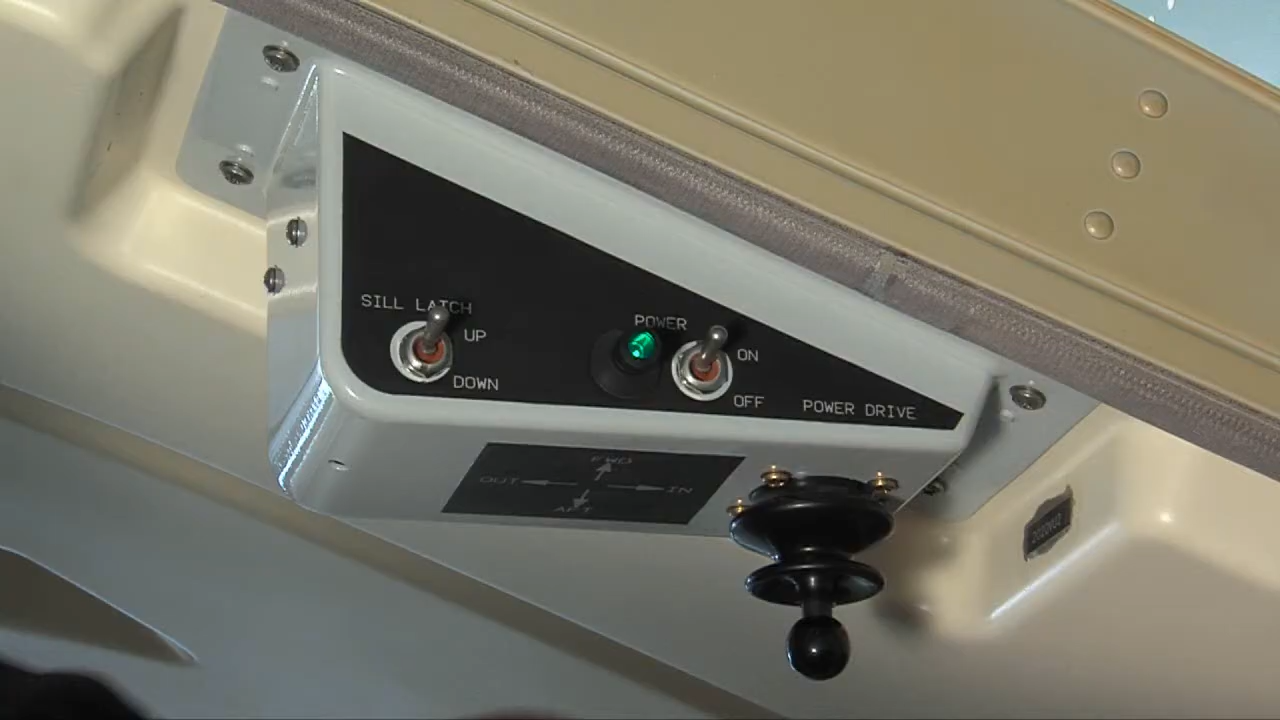 SILL LATCH
UP
DOWN
POWER
ON
OFF
POWER DRIVE
FWD
OUT
IN
AFT